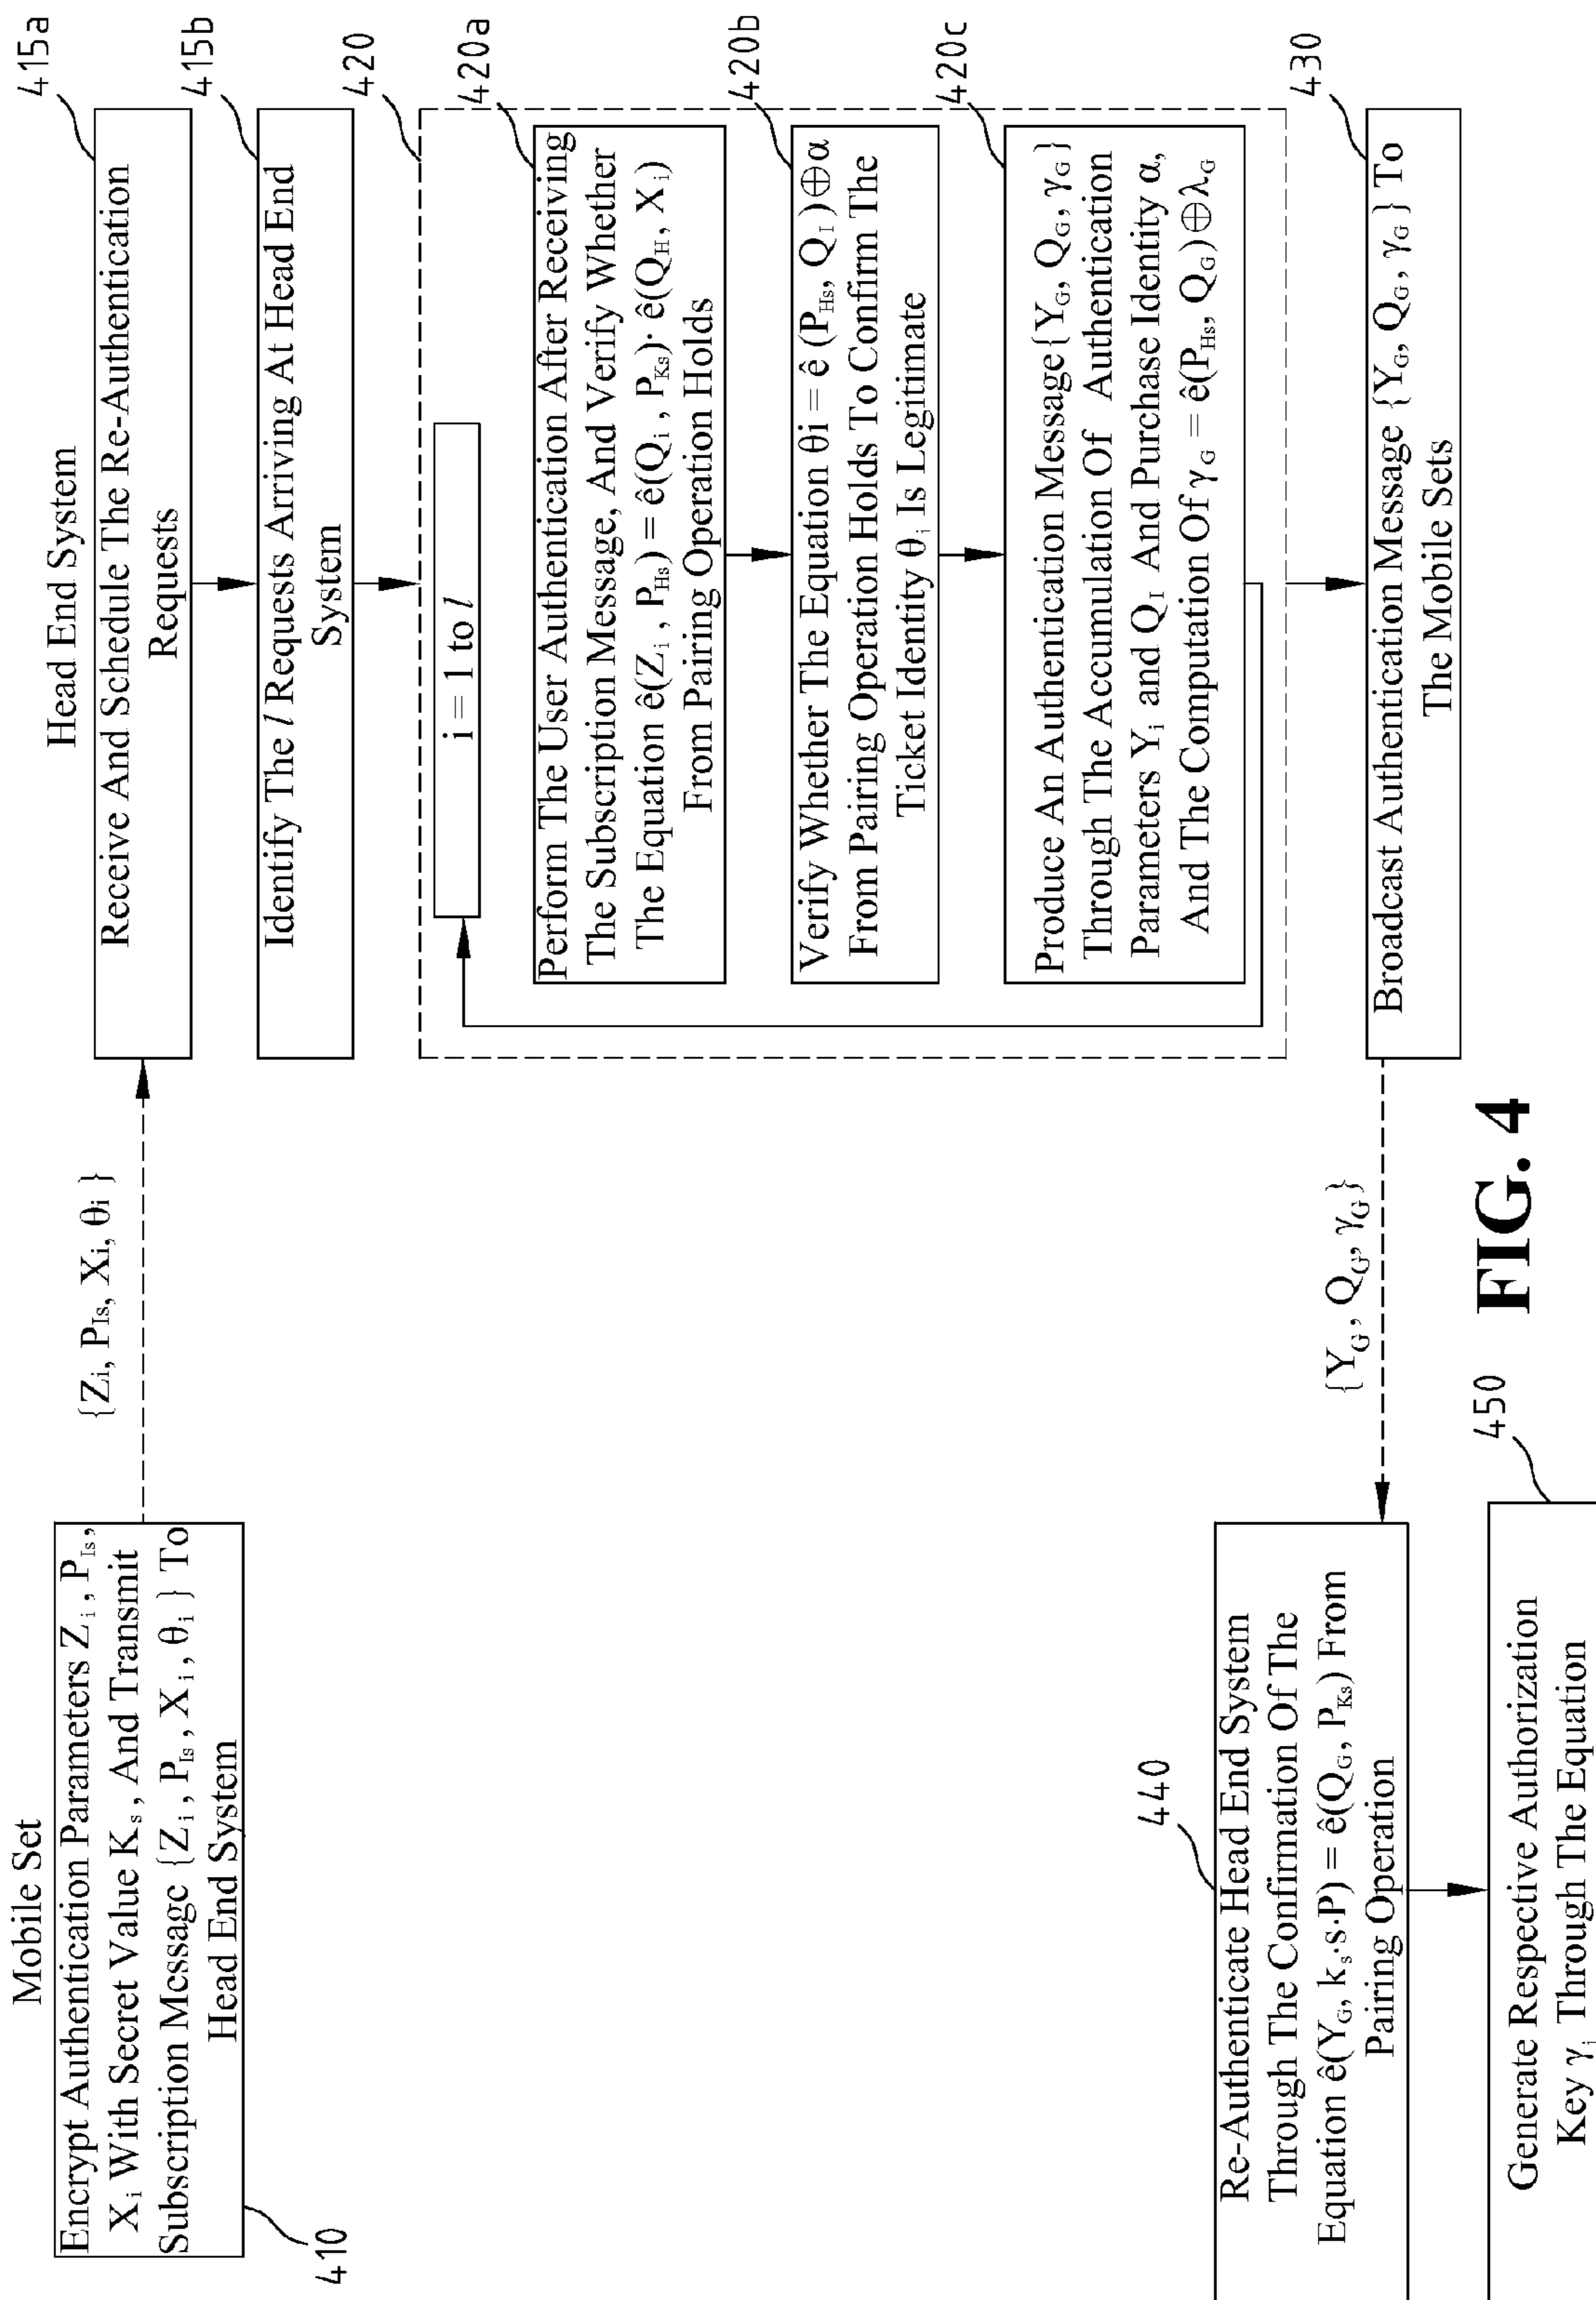 Mobile Set
Encrypt Authentication Parameters Z_i, P_Is,
X_i With Secret Value K_s, And Transmit
Subscription Message {Z_i, P_Is, X_i, θ_i} To
Head End System
410
{Z_i, P_Is, X_i, θ_i}
Head End System
Receive And Schedule The Re-Authentication
Requests
415a
Identify The l Requests Arriving At Head End
System
415b
420
i = 1 to l
Perform The User Authentication After Receiving
The Subscription Message, And Verify Whether
The Equation ê(Z_i, P_Hs) = ê(Q_i, P_Ks)· ê(Q_H, X_i)
From Pairing Operation Holds
420a
Verify Whether The Equation θi = ê (P_Hs, Q_I)⊕α
From Pairing Operation Holds To Confirm The
Ticket Identity θ_i Is Legitimate
420b
Produce An Authentication Message{Y_G, Q_G, γ_G}
Through The Accumulation Of Authentication
Parameters Y_i and Q_I And Purchase Identity α,
And The Computation Of γ_G = ê(P_Hs, Q_G)⊕λ_G
420c
Broadcast Authentication Message {Y_G, Q_G, γ_G} To
The Mobile Sets
430
{Y_G, Q_G, γ_G}
440
Re-Authenticate Head End System
Through The Confirmation Of The
Equation ê(Y_G, k_s·s·P) = ê(Q_G, P_Ks) From
Pairing Operation
450
Generate Respective Authorization
Key γ_i Through The Equation
FIG. 4